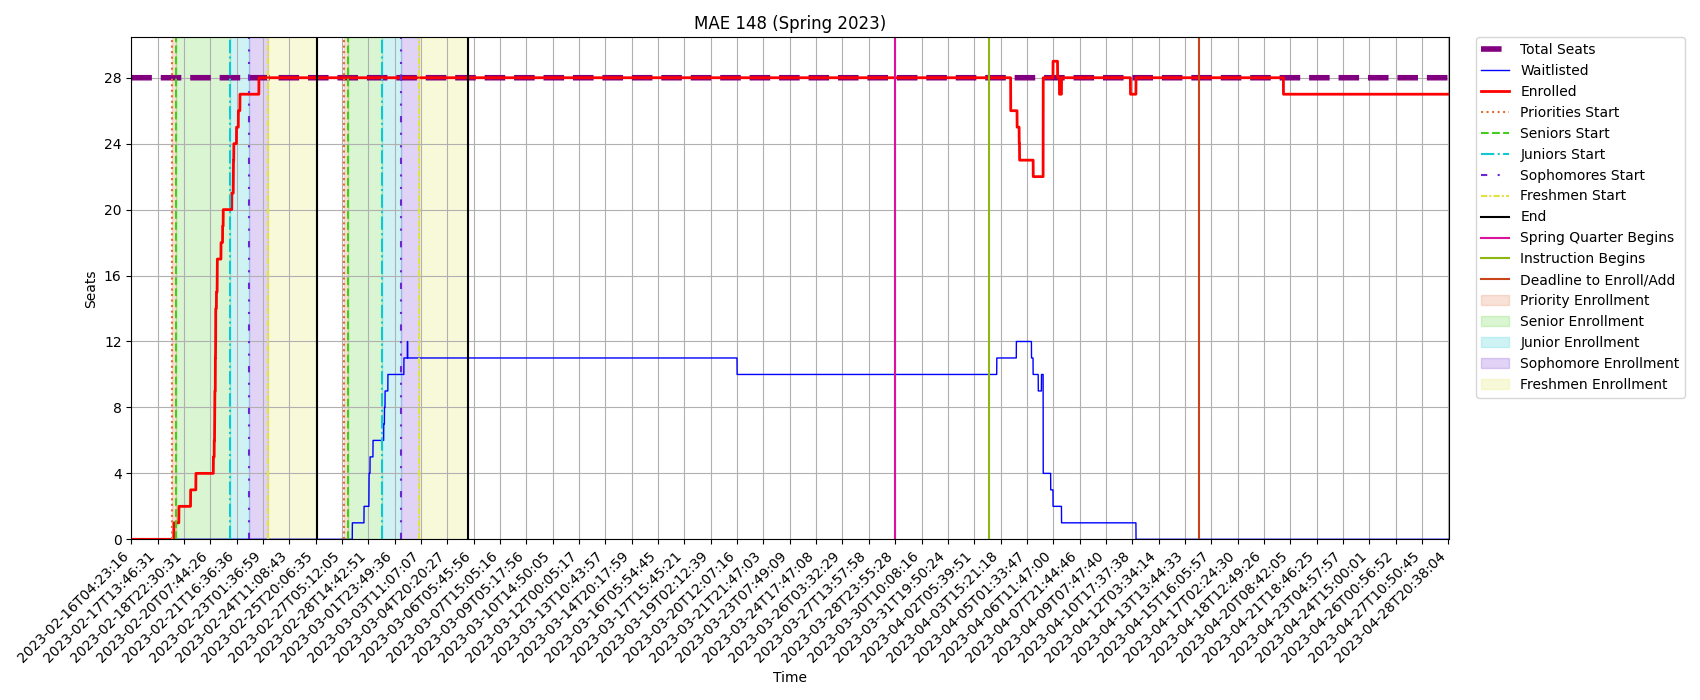 MAE 148 (Spring 2023)
Seats
28
24
20
16
12
8
4
0
2023-02-16T04:23:16
2023-02-17T13:46:31
2023-02-18T22:30:31
2023-02-20T07:44:26
2023-02-21T16:36:36
2023-02-23T01:36:59
2023-02-24T11:08:43
2023-02-25T20:06:35
2023-02-27T05:12:05
2023-02-28T14:42:51
2023-03-01T23:49:36
2023-03-03T11:07:07
2023-03-04T20:20:27
2023-03-06T05:45:56
2023-03-07T15:05:16
2023-03-09T05:17:56
2023-03-10T14:50:05
2023-03-12T00:05:17
2023-03-13T10:43:57
2023-03-14T20:17:59
2023-03-16T05:54:45
2023-03-17T15:45:21
2023-03-19T02:12:39
2023-03-20T12:07:16
2023-03-21T21:47:03
2023-03-23T07:49:09
2023-03-24T17:47:08
2023-03-26T03:32:29
2023-03-27T13:57:58
2023-03-28T23:55:28
2023-03-30T10:08:16
2023-03-31T19:50:24
2023-04-02T05:39:51
2023-04-03T15:21:18
2023-04-05T01:33:47
2023-04-06T11:47:00
2023-04-07T21:44:46
2023-04-09T07:47:40
2023-04-10T17:37:38
2023-04-12T03:34:14
2023-04-13T13:44:33
2023-04-15T16:05:57
2023-04-17T02:24:30
2023-04-18T12:49:26
2023-04-20T08:42:05
2023-04-21T18:46:25
2023-04-23T04:57:57
2023-04-24T15:00:01
2023-04-26T00:56:52
2023-04-27T10:50:45
2023-04-28T20:38:04
Time
Total Seats
Waitlisted
Enrolled
Priorities Start
Seniors Start
Juniors Start
Sophomores Start
Freshmen Start
End
Spring Quarter Begins
Instruction Begins
Deadline to Enroll/Add
Priority Enrollment
Senior Enrollment
Junior Enrollment
Sophomore Enrollment
Freshmen Enrollment